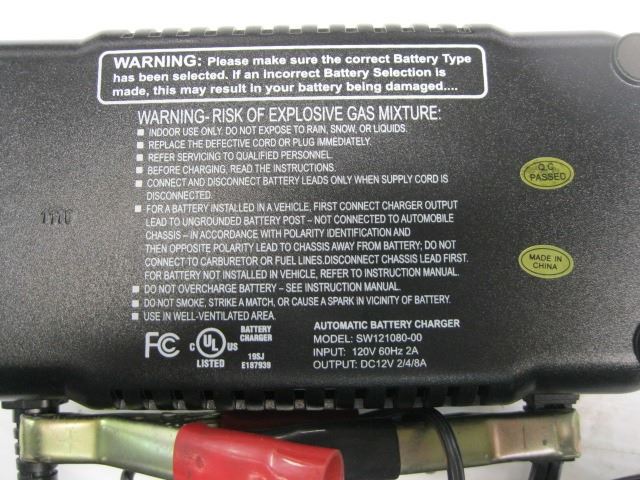 WARNING: Please make sure the correct Battery Type
has been selected. If an incorrect Battery Selection is
made, this may result in your battery being damaged....
WARNING- RISK OF EXPLOSIVE GAS MIXTURE:
■ INDOOR USE ONLY. DO NOT EXPOSE TO RAIN, SNOW, OR LIQUIDS.
■ REPLACE THE DEFECTIVE CORD OR PLUG IMMEDIATELY.
■ REFER SERVICING TO QUALIFIED PERSONNEL.
■ BEFORE CHARGING, READ THE INSTRUCTIONS.
■ CONNECT AND DISCONNECT BATTERY LEADS ONLY WHEN SUPPLY CORD IS
DISCONNECTED.
■ FOR A BATTERY INSTALLED IN A VEHICLE, FIRST CONNECT CHARGER OUTPUT
LEAD TO UNGROUNDED BATTERY POST – NOT CONNECTED TO AUTOMOBILE
CHASSIS – IN ACCORDANCE WITH POLARITY IDENTIFICATION AND
THEN OPPOSITE POLARITY LEAD TO CHASSIS AWAY FROM BATTERY; DO NOT
CONNECT TO CARBURETOR OR FUEL LINES.DISCONNECT CHASSIS LEAD FIRST.
FOR BATTERY NOT INSTALLED IN VEHICLE, REFER TO INSTRUCTION MANUAL.
■ DO NOT OVERCHARGE BATTERY – SEE INSTRUCTION MANUAL.
■ DO NOT SMOKE, STRIKE A MATCH, OR CAUSE A SPARK IN VICINITY OF BATTERY.
■ USE IN WELL-VENTILATED AREA.
Q.C.
PASSED
MADE IN
CHINA
FC
C UL US
LISTED
BATTERY
CHARGER
19SJ
E187939
AUTOMATIC BATTERY CHARGER
MODEL: SW121080-00
INPUT: 120V 60Hz 2A
OUTPUT: DC12V 2/4/8A